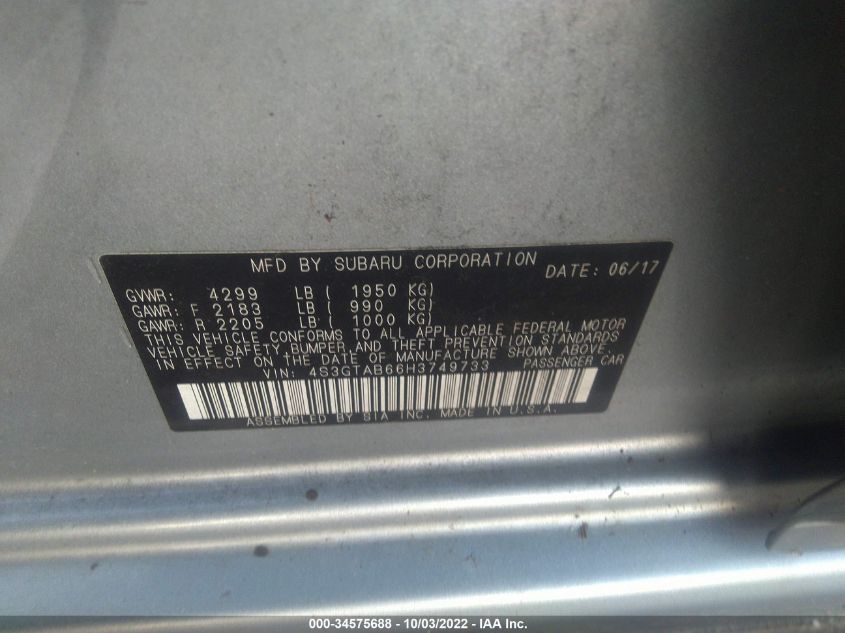 MFD BY SUBARU CORPORATION DATE: 06/17
GVWR: 4299 LB ( 1950 KG)
GAWR: F 2183 LB ( 990 KG)
GAWR: R 2205 LB ( 1000 KG)
THIS VEHICLE CONFORMS TO ALL APPLICABLE FEDERAL MOTOR
VEHICLE SAFETY, BUMPER, AND THEFT PREVENTION STANDARDS
IN EFFECT ON THE DATE OF MANUFACTURE SHOWN ABOVE.
VIN: 4S3GTAB66H3749733 PASSENGER CAR
ASSEMBLED BY SIA INC. MADE IN U.S.A.
000-34575688 - 10/03/2022 - IAA Inc.